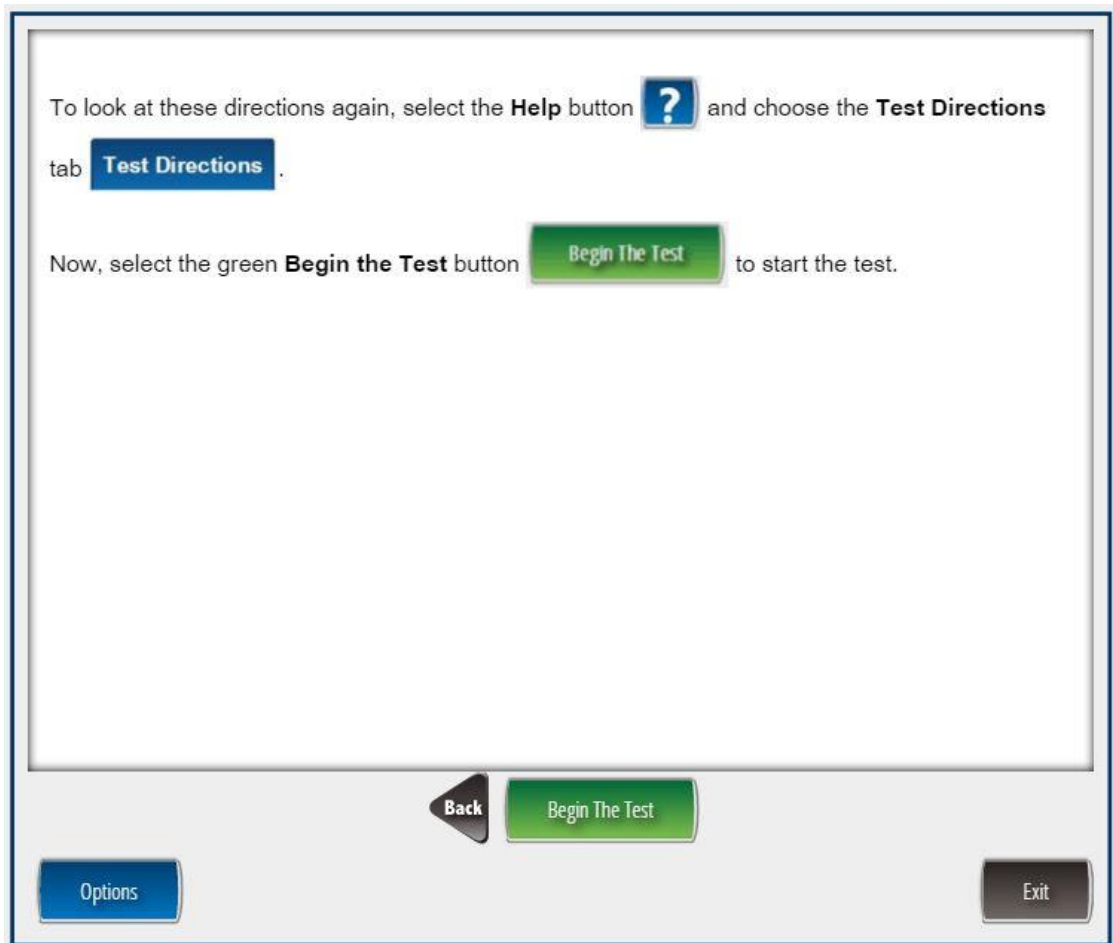 To look at these directions again, select the Help button ? and choose the Test Directions
tab Test Directions .
Now, select the green Begin the Test button Begin The Test to start the test.
Back Begin The Test
Options Exit